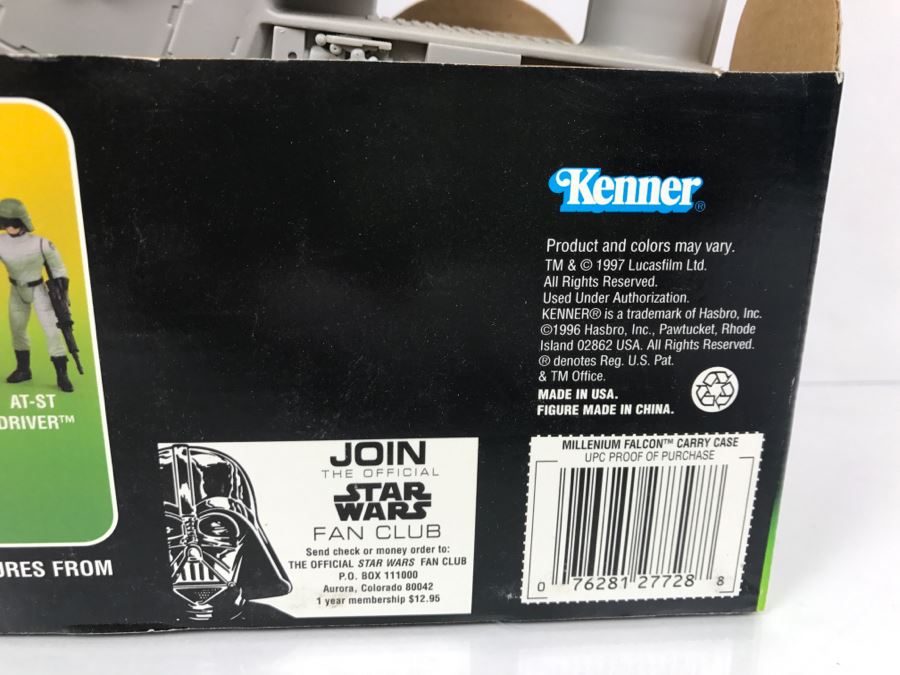 Kenner®
Product and colors may vary.
TM & © 1997 Lucasfilm Ltd.
All Rights Reserved.
Used Under Authorization.
KENNER® is a trademark of Hasbro, Inc.
©1996 Hasbro, Inc., Pawtucket, Rhode
Island 02862 USA. All Rights Reserved.
® denotes Reg. U.S. Pat.
& TM Office.
MADE IN USA.
FIGURE MADE IN CHINA.
AT-ST
DRIVER™
URES FROM
JOIN
THE OFFICIAL
STAR
WARS
FAN CLUB
Send check or money order to:
THE OFFICIAL STAR WARS FAN CLUB
P.O. BOX 111000
Aurora, Colorado 80042
1 year membership $12.95
MILLENIUM FALCON™ CARRY CASE
UPC PROOF OF PURCHASE
0 76281 27728 8